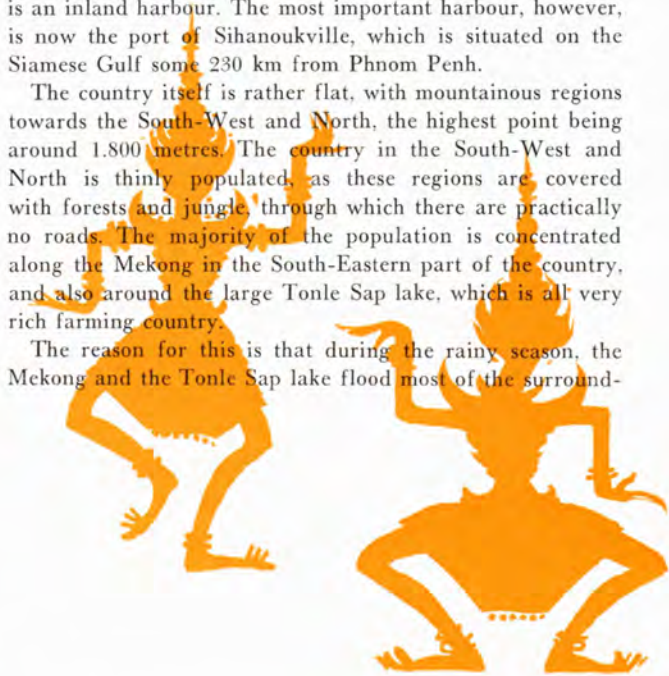 is an inland harbour. The most important harbour, however,
is now the port of Sihanoukville, which is situated on the
Siamese Gulf some 230 km from Phnom Penh.
The country itself is rather flat, with mountainous regions
towards the South-West and North, the highest point being
around 1.800 metres. The country in the South-West and
North is thinly populated, as these regions are covered
with forests and jungle, through which there are practically
no roads. The majority of the population is concentrated
along the Mekong in the South-Eastern part of the country,
and also around the large Tonle Sap lake, which is all very
rich farming country.
The reason for this is that during the rainy season, the
Mekong and the Tonle Sap lake flood most of the surround-